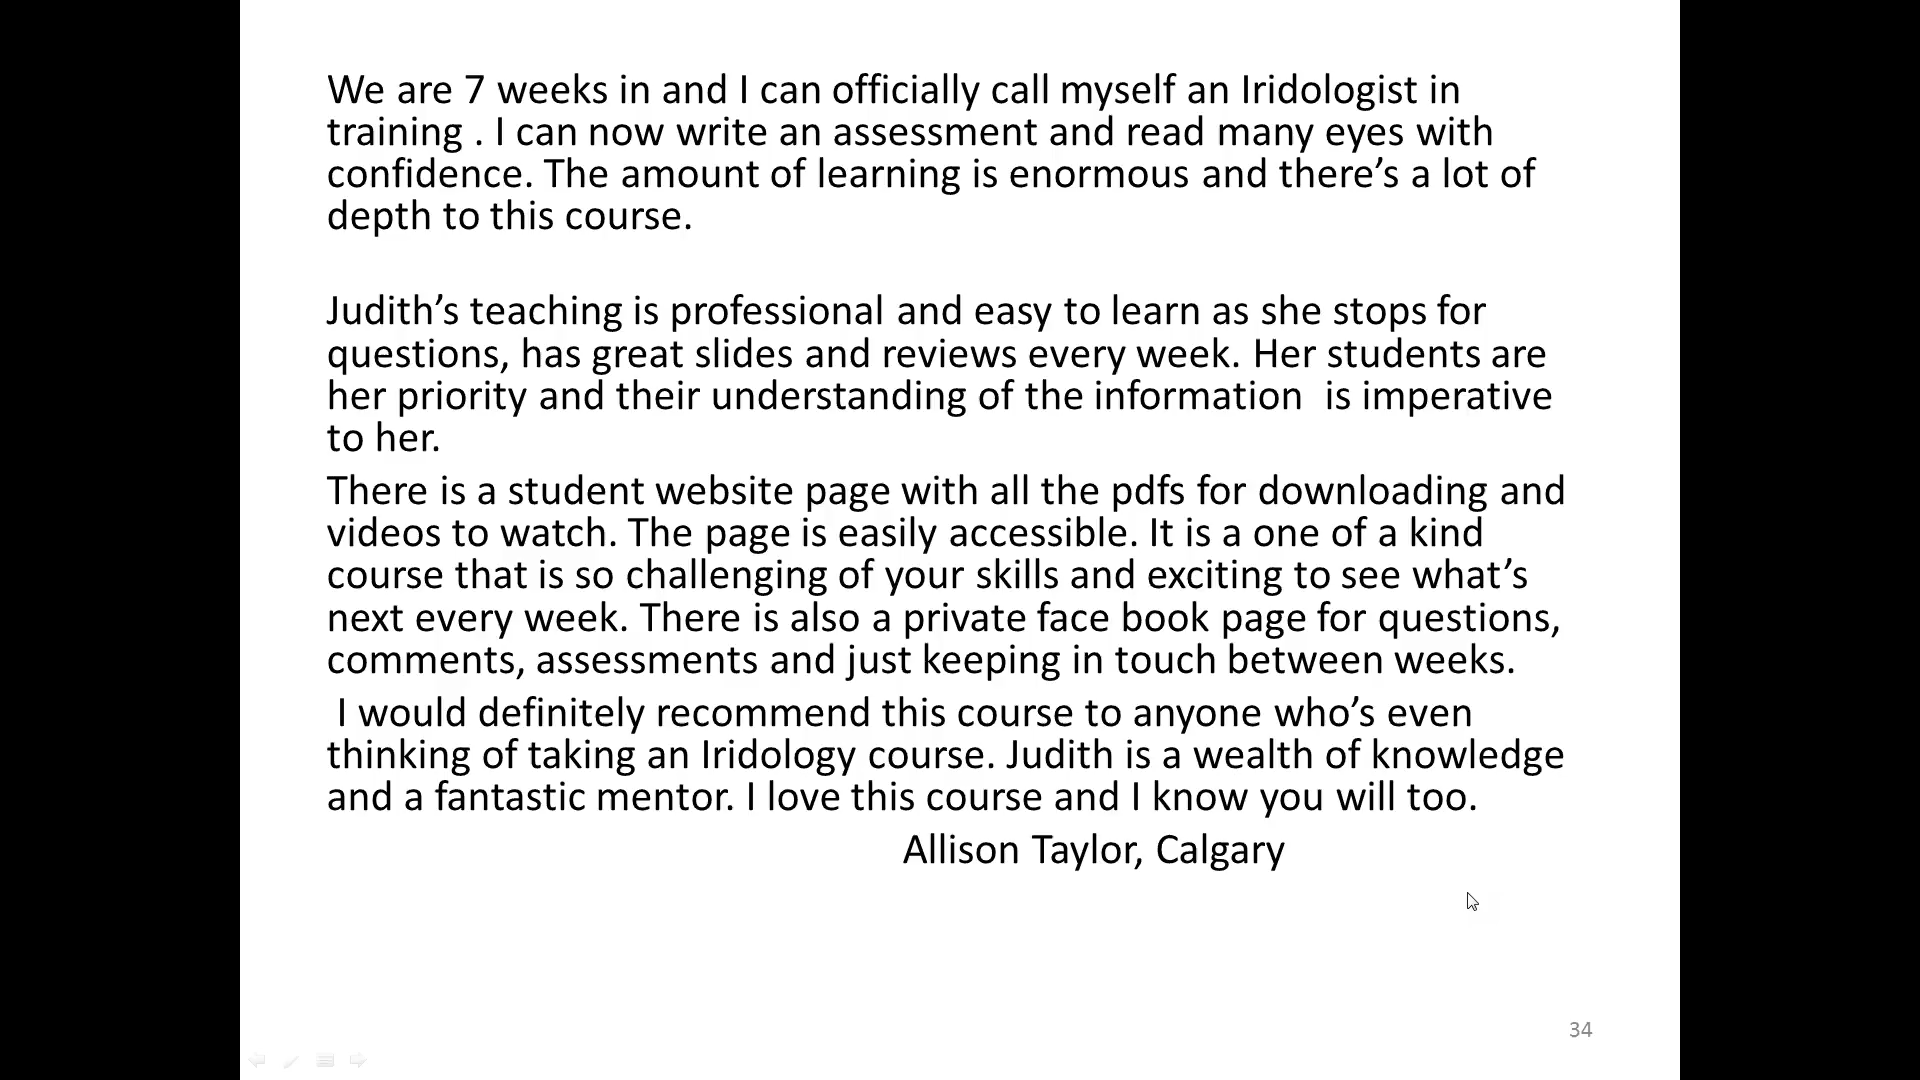 We are 7 weeks in and I can officially call myself an Iridologist in
training . I can now write an assessment and read many eyes with
confidence. The amount of learning is enormous and there’s a lot of
depth to this course.
Judith’s teaching is professional and easy to learn as she stops for
questions, has great slides and reviews every week. Her students are
her priority and their understanding of the information  is imperative
to her.
There is a student website page with all the pdfs for downloading and
videos to watch. The page is easily accessible. It is a one of a kind
course that is so challenging of your skills and exciting to see what’s
next every week. There is also a private face book page for questions,
comments, assessments and just keeping in touch between weeks.
I would definitely recommend this course to anyone who’s even
thinking of taking an Iridology course. Judith is a wealth of knowledge
and a fantastic mentor. I love this course and I know you will too.
Allison Taylor, Calgary
34